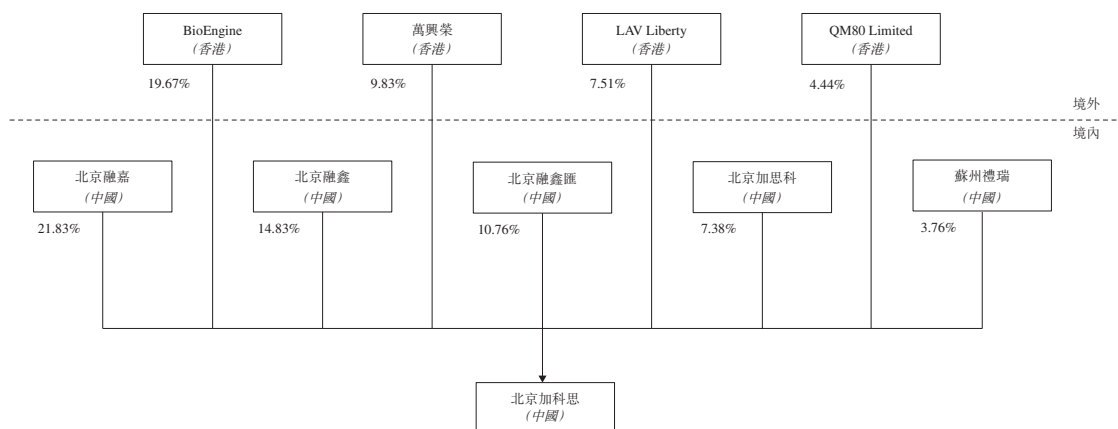 BioEngine
(香港)
萬興榮
(香港)
LAV Liberty
(香港)
QM80 Limited
(香港)
19.67%
9.83%
7.51%
4.44%
境外
境內
北京融嘉
(中國)
北京融鑫
(中國)
北京融鑫匯
(中國)
北京加思科
(中國)
蘇州禮瑞
(中國)
21.83%
14.83%
10.76%
7.38%
3.76%
北京加科思
(中國)